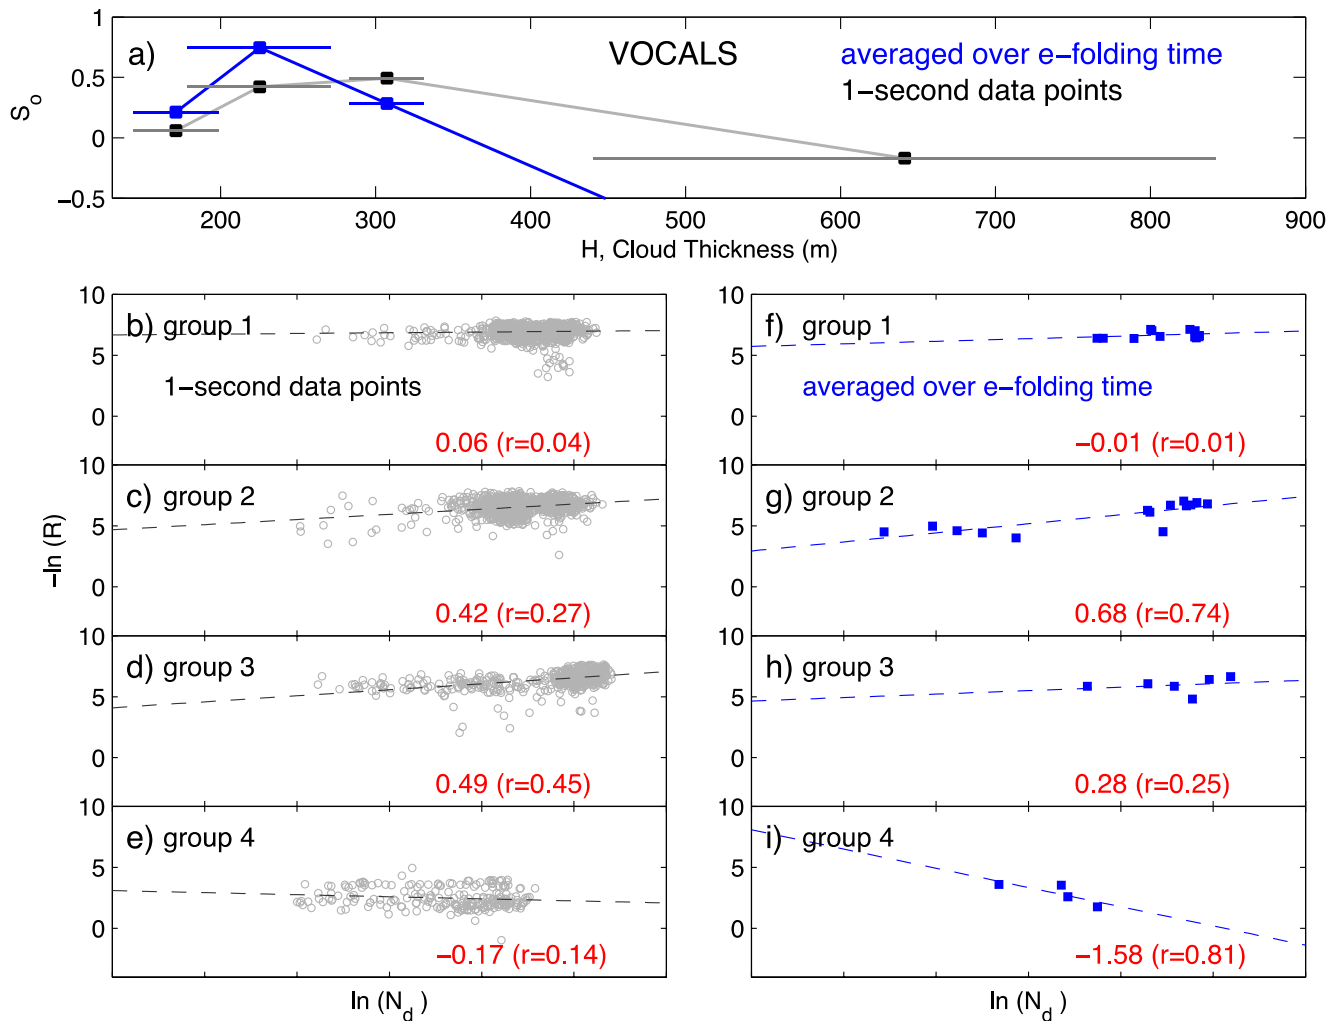 a)
VOCALS
averaged over e−folding time
1−second data points
1
0.5
0
−0.5
S_o
200
300
400
500
600
700
800
900
H, Cloud Thickness (m)
10
5
0
b) group 1
1−second data points
0.06 (r=0.04)
10
5
0
c) group 2
0.42 (r=0.27)
10
5
0
d) group 3
0.49 (r=0.45)
10
5
0
e) group 4
−0.17 (r=0.14)
−ln (R)
ln (N_d )
10
5
0
f) group 1
averaged over e−folding time
−0.01 (r=0.01)
10
5
0
g) group 2
0.68 (r=0.74)
10
5
0
h) group 3
0.28 (r=0.25)
10
5
0
i) group 4
−1.58 (r=0.81)
ln (N_d )